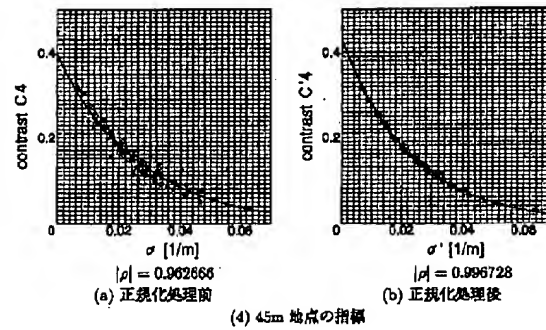 contrast C4
0.4
0.2
0
0.02
0.04
0.06
σ [1/m]
|ρ| = 0.962666
(a) 正規化処理前
contrast C'4
0.4
0.2
0
0.02
0.04
0.06
σ' [1/m]
|ρ| = 0.996728
(b) 正規化処理後
(4) 45m 地点の指標